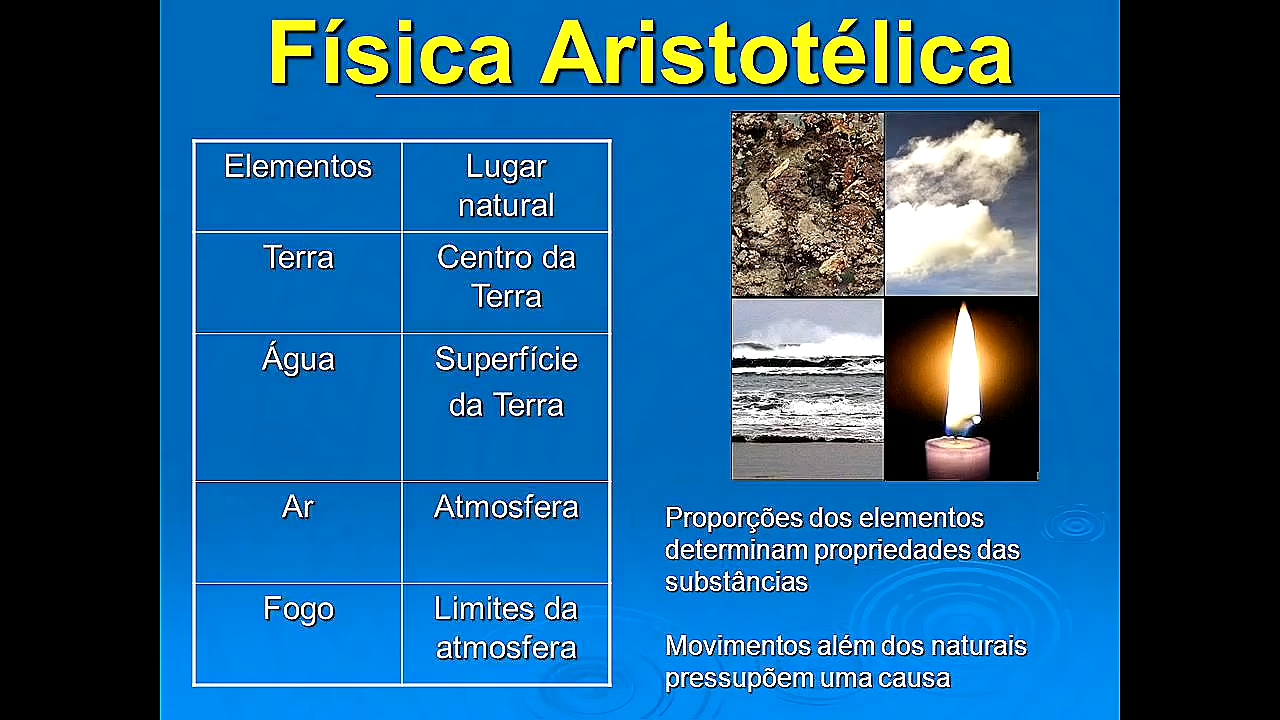 Física Aristotélica
Elementos
Lugar
natural
Terra
Centro da
Terra
Água
Superfície
da Terra
Ar
Atmosfera
Fogo
Limites da
atmosfera
Proporções dos elementos
determinam propriedades das
substâncias
Movimentos além dos naturais
pressupõem uma causa